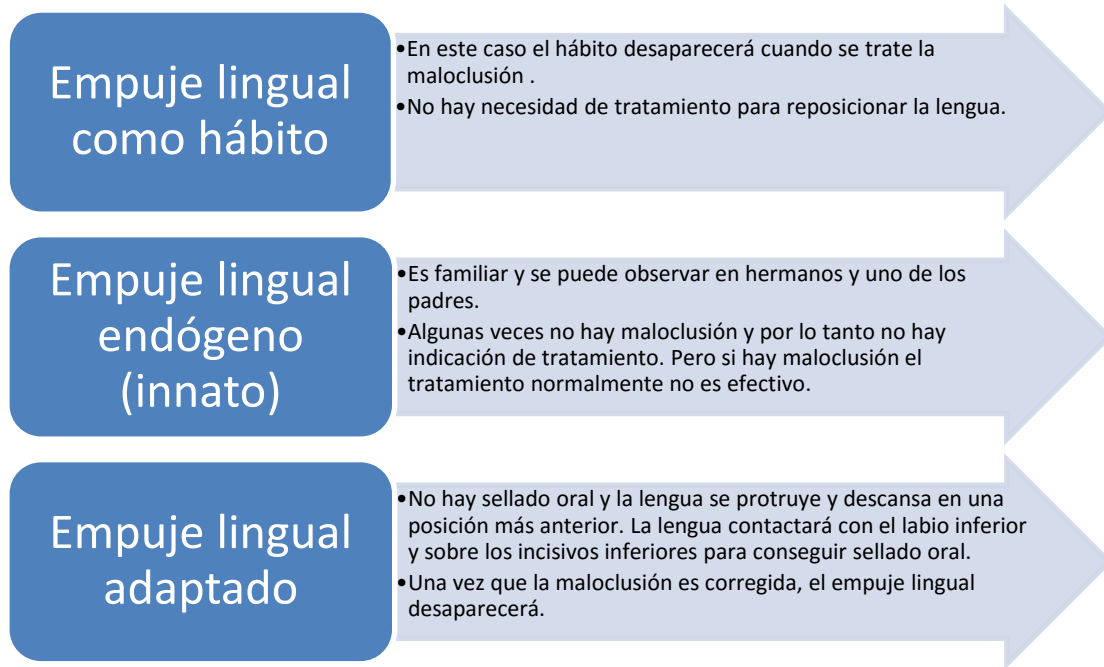 Empuje lingual
como hábito
•En este caso el hábito desaparecerá cuando se trate la
maloclusión .
•No hay necesidad de tratamiento para reposicionar la lengua.
Empuje lingual
endógeno
(innato)
•Es familiar y se puede observar en hermanos y uno de los
padres.
•Algunas veces no hay maloclusión y por lo tanto no hay
indicación de tratamiento. Pero si hay maloclusión el
tratamiento normalmente no es efectivo.
Empuje lingual
adaptado
•No hay sellado oral y la lengua se protruye y descansa en una
posición más anterior. La lengua contactará con el labio inferior
y sobre los incisivos inferiores para conseguir sellado oral.
•Una vez que la maloclusión es corregida, el empuje lingual
desaparecerá.